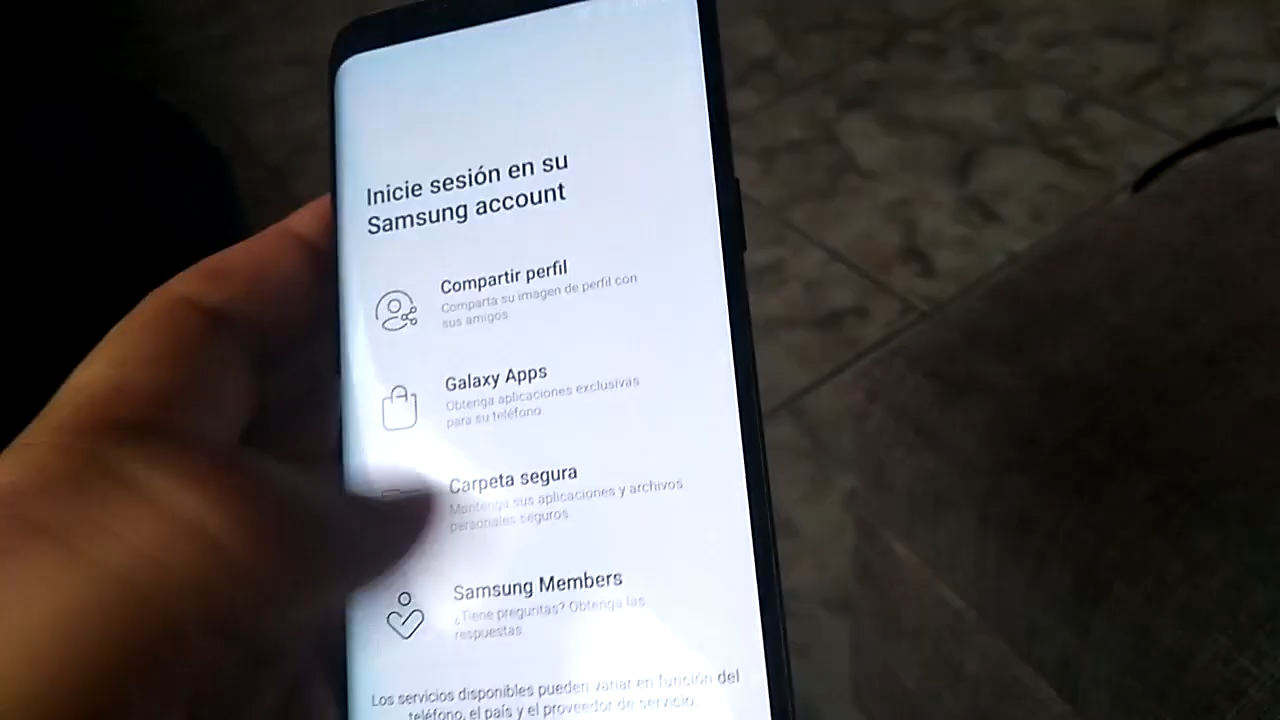 Inicie sesión en su
Samsung account
Compartir perfil
Comparta su imagen de perfil con
sus amigos
Galaxy Apps
Obtenga aplicaciones exclusivas
para su teléfono
Carpeta segura
Mantenga sus aplicaciones y archivos
personales seguros
Samsung Members
¿Tiene preguntas? Obtenga las
respuestas
Los servicios disponibles pueden variar en función del
teléfono, el país y el proveedor de servicio.